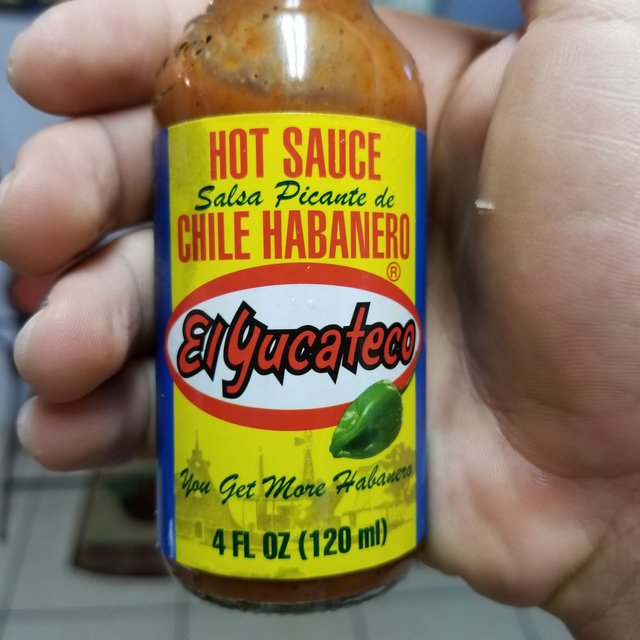 HOT SAUCE
Salsa Picante de
CHILE HABANERO
®
El Yucateco
You Get More Habanero
4 FL OZ (120 ml)